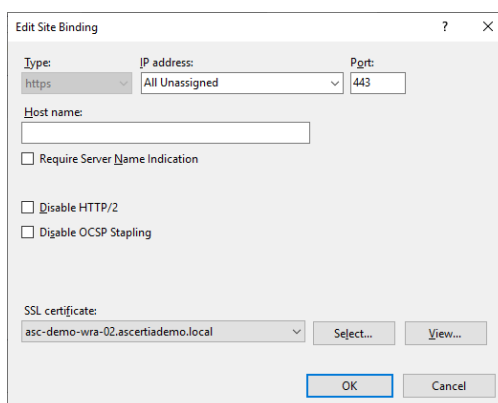 Edit Site Binding
? ×
Type: IP address: Port:
https All Unassigned 443
Host name:
Require Server Name Indication
Disable HTTP/2
Disable OCSP Stapling
SSL certificate:
asc-demo-wra-02.ascertiademo.local Select... View...
OK Cancel